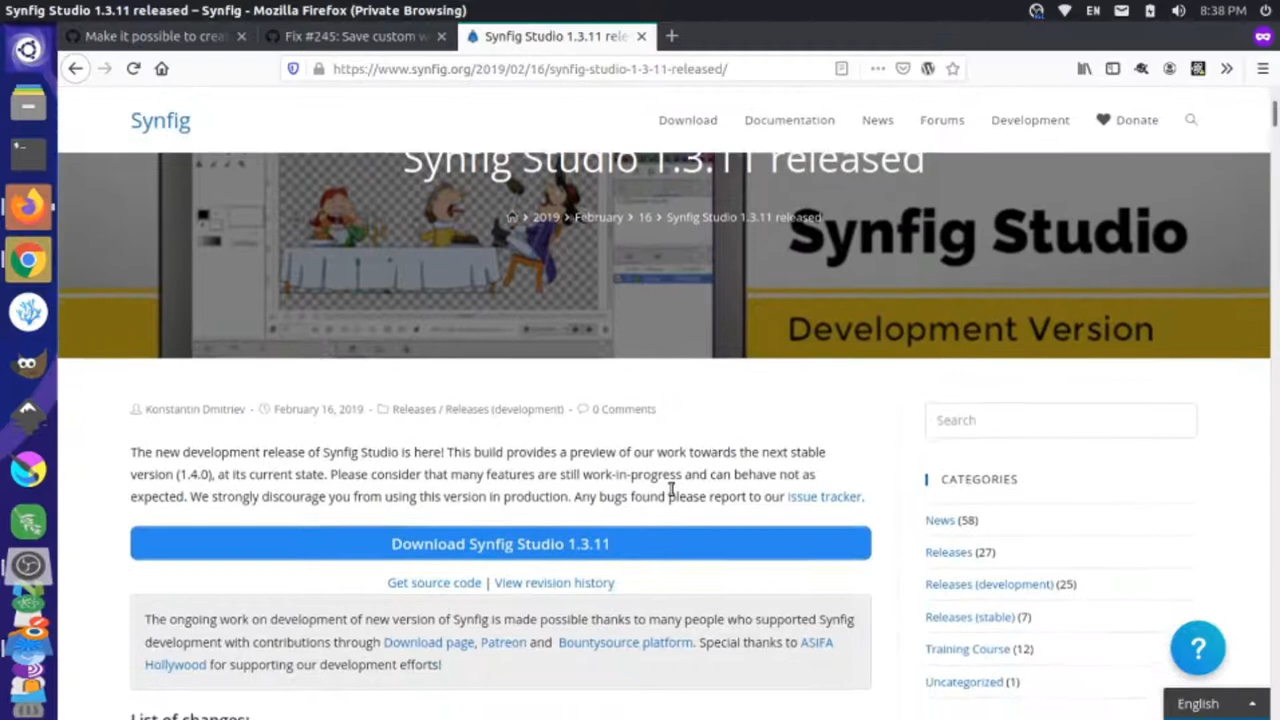 Synfig Studio 1.3.11 released – Synfig - Mozilla Firefox (Private Browsing)
EN
8:38 PM
Make it possible to crea
Fix #245: Save custom w
Synfig Studio 1.3.11 rele
https://www.synfig.org/2019/02/16/synfig-studio-1-3-11-released/
Synfig
Download
Documentation
News
Forums
Development
Donate
Synfig Studio 1.3.11 released
2019 > February > 16 > Synfig Studio 1.3.11 released
Synfig Studio
Development Version
Konstantin Dmitriev - February 16, 2019 - Releases / Releases (development) - 0 Comments
The new development release of Synfig Studio is here! This build provides a preview of our work towards the next stable
version (1.4.0), at its current state. Please consider that many features are still work-in-progress and can behave not as
expected. We strongly discourage you from using this version in production. Any bugs found please report to our issue tracker.
Download Synfig Studio 1.3.11
Get source code | View revision history
The ongoing work on development of new version of Synfig is made possible thanks to many people who supported Synfig
development with contributions through Download page, Patreon and Bountysource platform. Special thanks to ASIFA
Hollywood for supporting our development efforts!
List of changes:
Search
CATEGORIES
News (58)
Releases (27)
Releases (development) (25)
Releases (stable) (7)
Training Course (12)
Uncategorized (1)
?
English